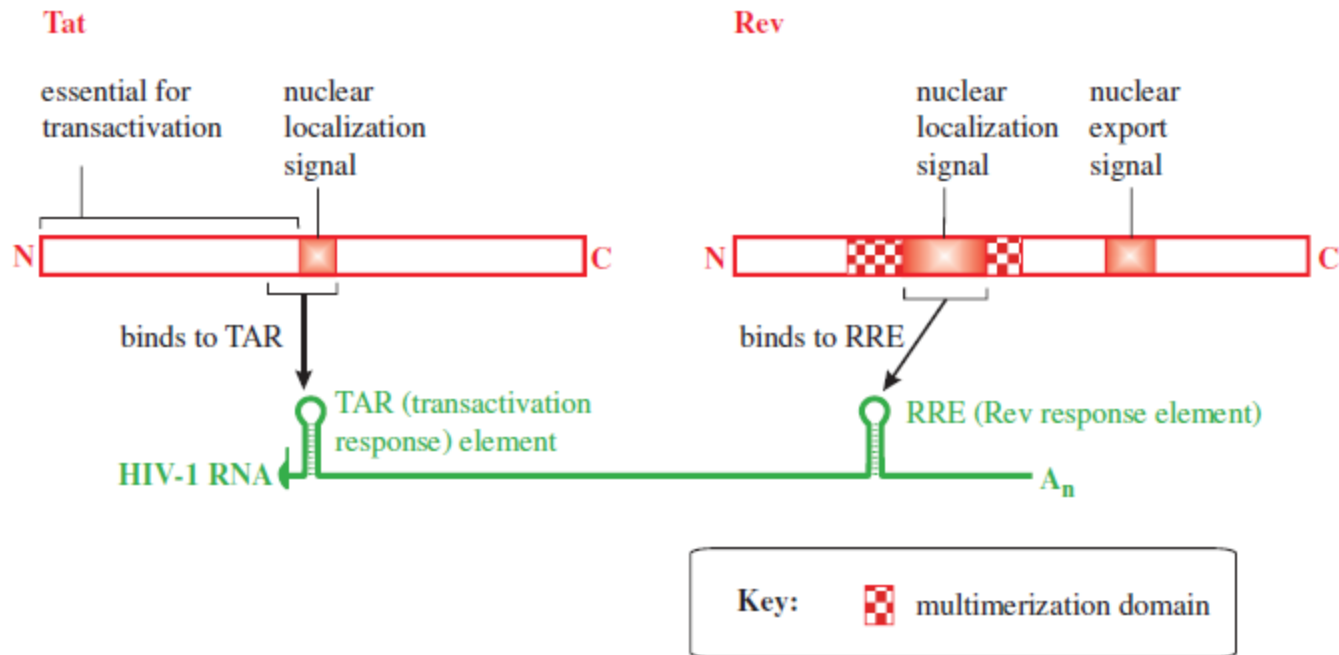 Tat
essential for
transactivation
nuclear
localization
signal
N
C
binds to TAR
Rev
nuclear
localization
signal
nuclear
export
signal
N
C
binds to RRE
TAR (transactivation
response) element
RRE (Rev response element)
HIV-1 RNA
An
Key:
multimerization domain